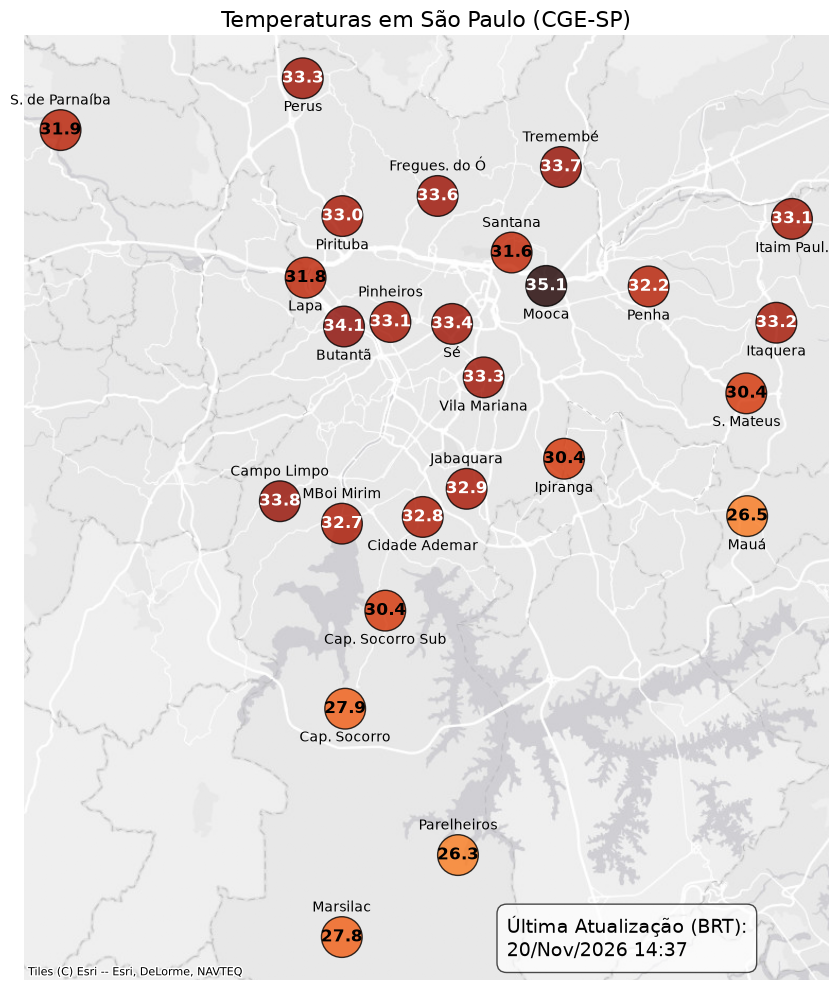 Temperaturas em São Paulo (CGE-SP)
33.3
Perus
S. de Parnaíba
31.9
Tremembé
33.7
Fregues. do Ó
33.6
33.0
Pirituba
33.1
Itaim Paul.
Santana
31.6
31.8
Lapa
35.1
Mooca
32.2
Penha
Pinheiros
33.1
34.1
Butantã
33.4
Sé
33.2
Itaquera
33.3
Vila Mariana
30.4
S. Mateus
30.4
Ipiranga
Jabaquara
32.9
Campo Limpo
33.8
MBoi Mirim
32.7
32.8
Cidade Ademar
26.5
Mauá
30.4
Cap. Socorro Sub
27.9
Cap. Socorro
Parelheiros
26.3
Marsilac
27.8
Última Atualização (BRT):
20/Nov/2026 14:37
Tiles (C) Esri -- Esri, DeLorme, NAVTEQ